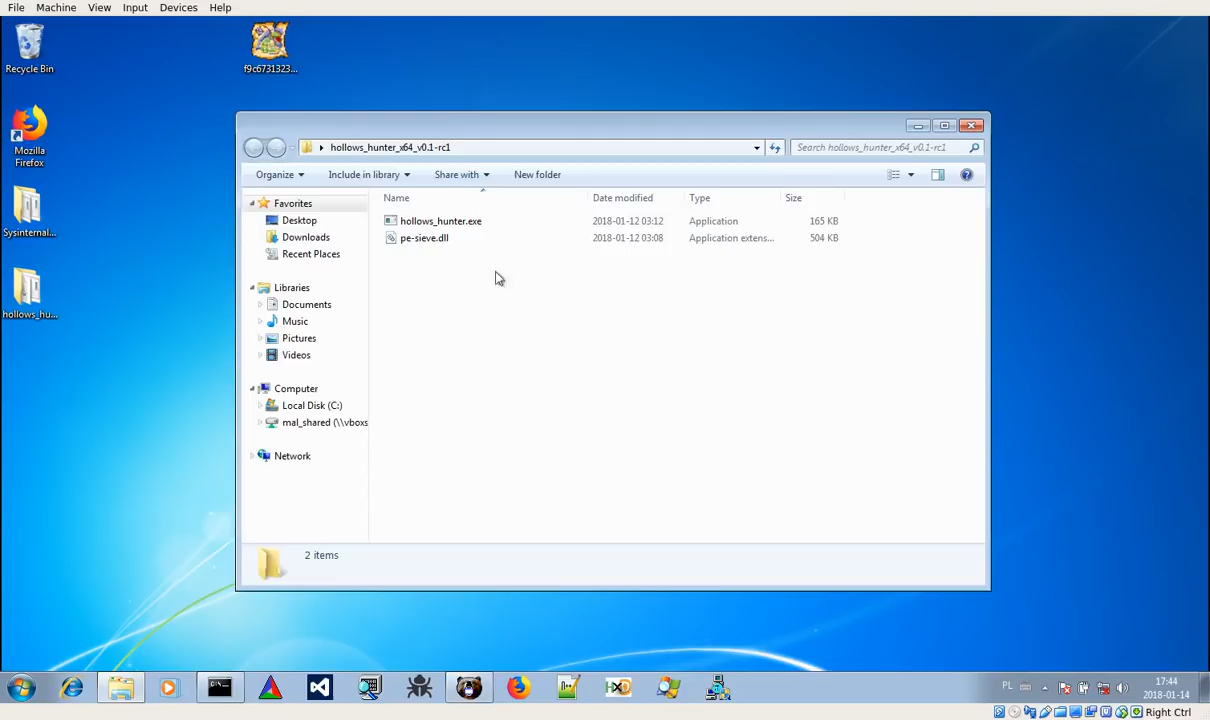 File Machine View Input Devices Help
Recycle Bin
f9c6731323...
Mozilla
Firefox
Sysinternal...
hollows_hu...
hollows_hunter_x64_v0.1-rc1
Search hollows_hunter_x64_v0.1-rc1
Organize Include in library Share with New folder
Name Date modified Type Size
hollows_hunter.exe 2018-01-12 03:12 Application 165 KB
pe-sieve.dll 2018-01-12 03:08 Application extens... 504 KB
Favorites
Desktop
Downloads
Recent Places
Libraries
Documents
Music
Pictures
Videos
Computer
Local Disk (C:)
mal_shared (\\vboxs
Network
2 items
PL
17:44
2018-01-14
Right Ctrl